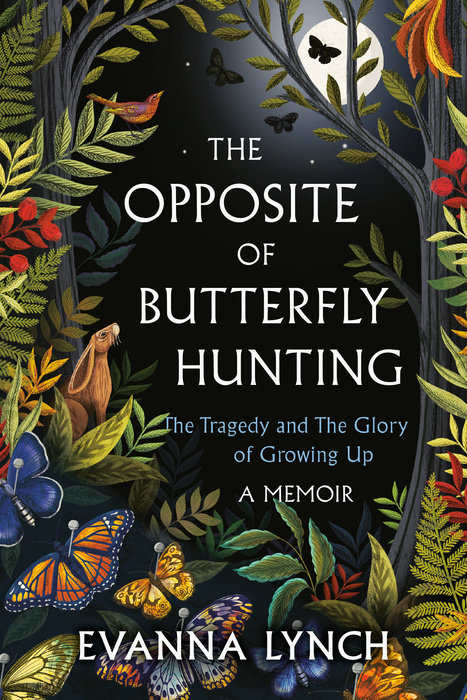 THE
OPPOSITE
OF
BUTTERFLY
HUNTING
The Tragedy and The Glory
of Growing Up
A MEMOIR
EVANNA LYNCH